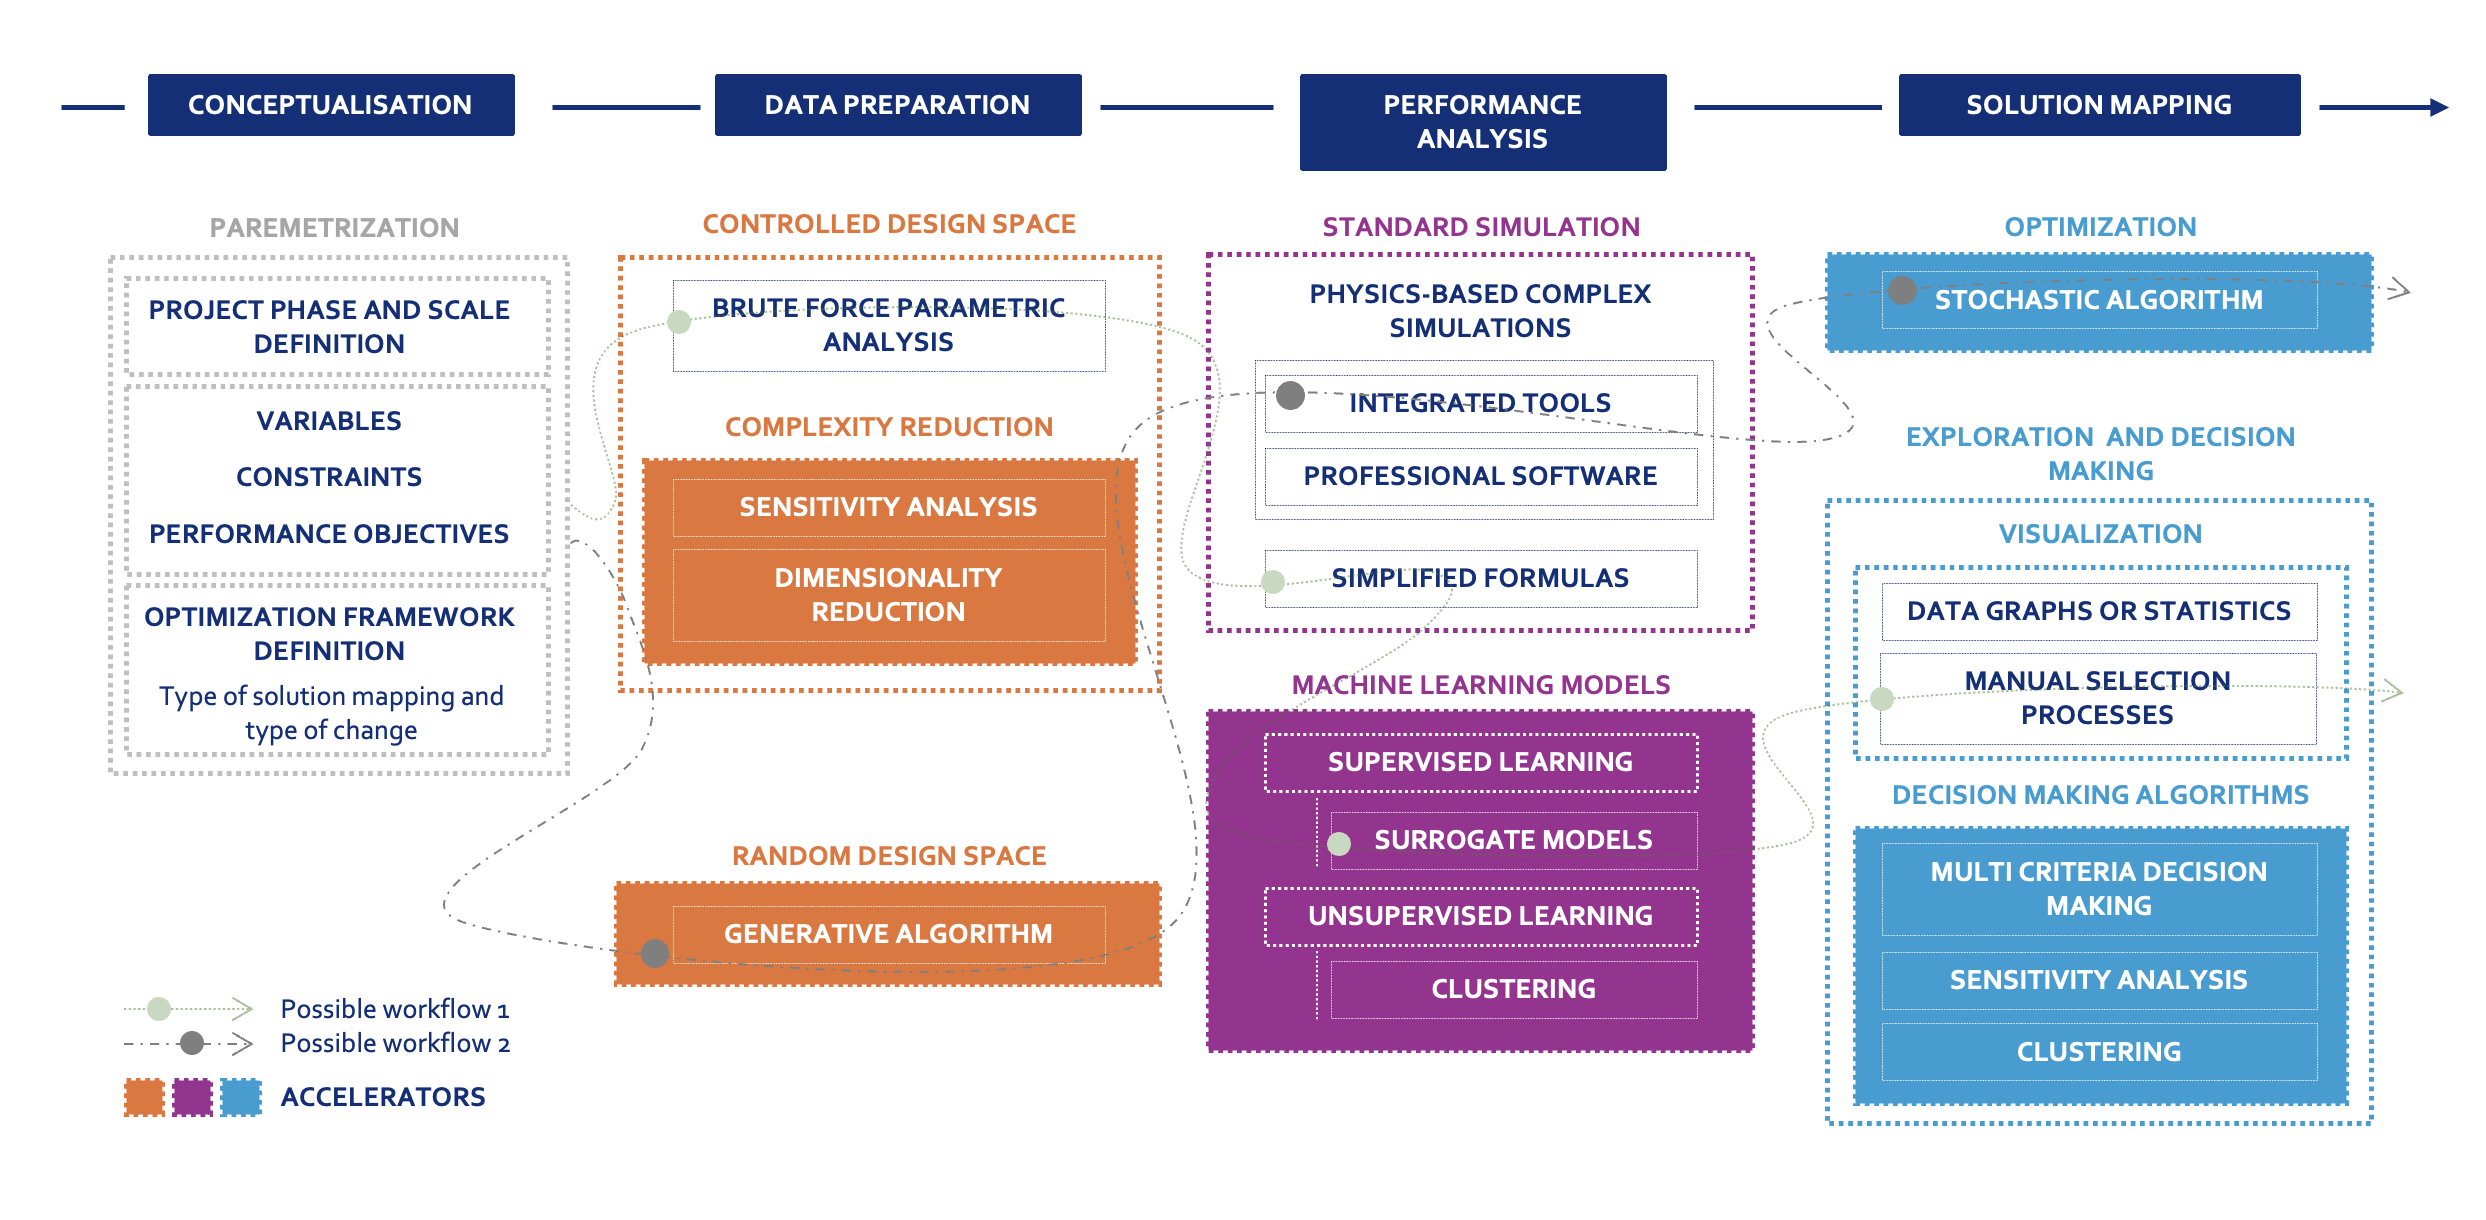 CONCEPTUALISATION
DATA PREPARATION
PERFORMANCE
ANALYSIS
SOLUTION MAPPING
PAREMETRIZATION
PROJECT PHASE AND SCALE
DEFINITION
VARIABLES
CONSTRAINTS
PERFORMANCE OBJECTIVES
OPTIMIZATION FRAMEWORK
DEFINITION
Type of solution mapping and
type of change
CONTROLLED DESIGN SPACE
BRUTE FORCE PARAMETRIC
ANALYSIS
COMPLEXITY REDUCTION
SENSITIVITY ANALYSIS
DIMENSIONALITY
REDUCTION
RANDOM DESIGN SPACE
GENERATIVE ALGORITHM
STANDARD SIMULATION
PHYSICS-BASED COMPLEX
SIMULATIONS
INTEGRATED TOOLS
PROFESSIONAL SOFTWARE
SIMPLIFIED FORMULAS
MACHINE LEARNING MODELS
SUPERVISED LEARNING
SURROGATE MODELS
UNSUPERVISED LEARNING
CLUSTERING
OPTIMIZATION
STOCHASTIC ALGORITHM
EXPLORATION AND DECISION
MAKING
VISUALIZATION
DATA GRAPHS OR STATISTICS
MANUAL SELECTION
PROCESSES
DECISION MAKING ALGORITHMS
MULTI CRITERIA DECISION
MAKING
SENSITIVITY ANALYSIS
CLUSTERING
Possible workflow 1
Possible workflow 2
ACCELERATORS